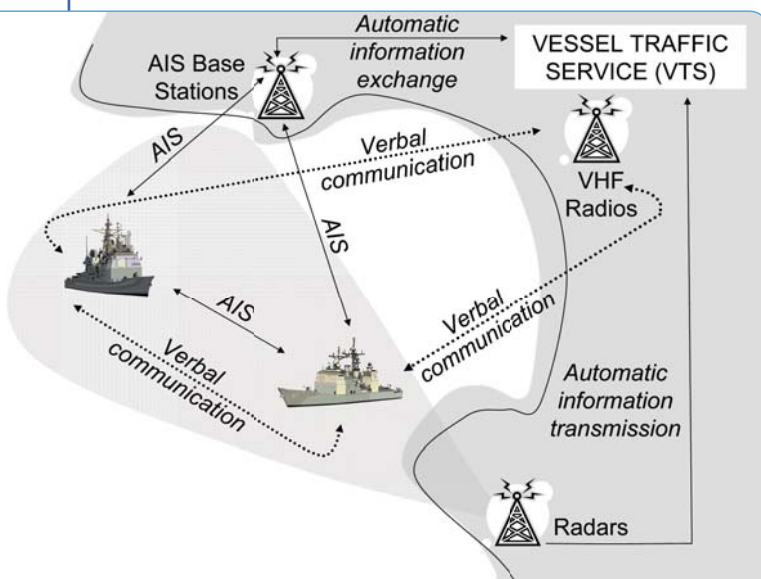 Automatic
information
exchange
VESSEL TRAFFIC
SERVICE (VTS)
AIS Base
Stations
AIS
Verbal
communication
VHF
Radios
AIS
AIS
Verbal
communication
Verbal
communication
Automatic
information
transmission
Radars